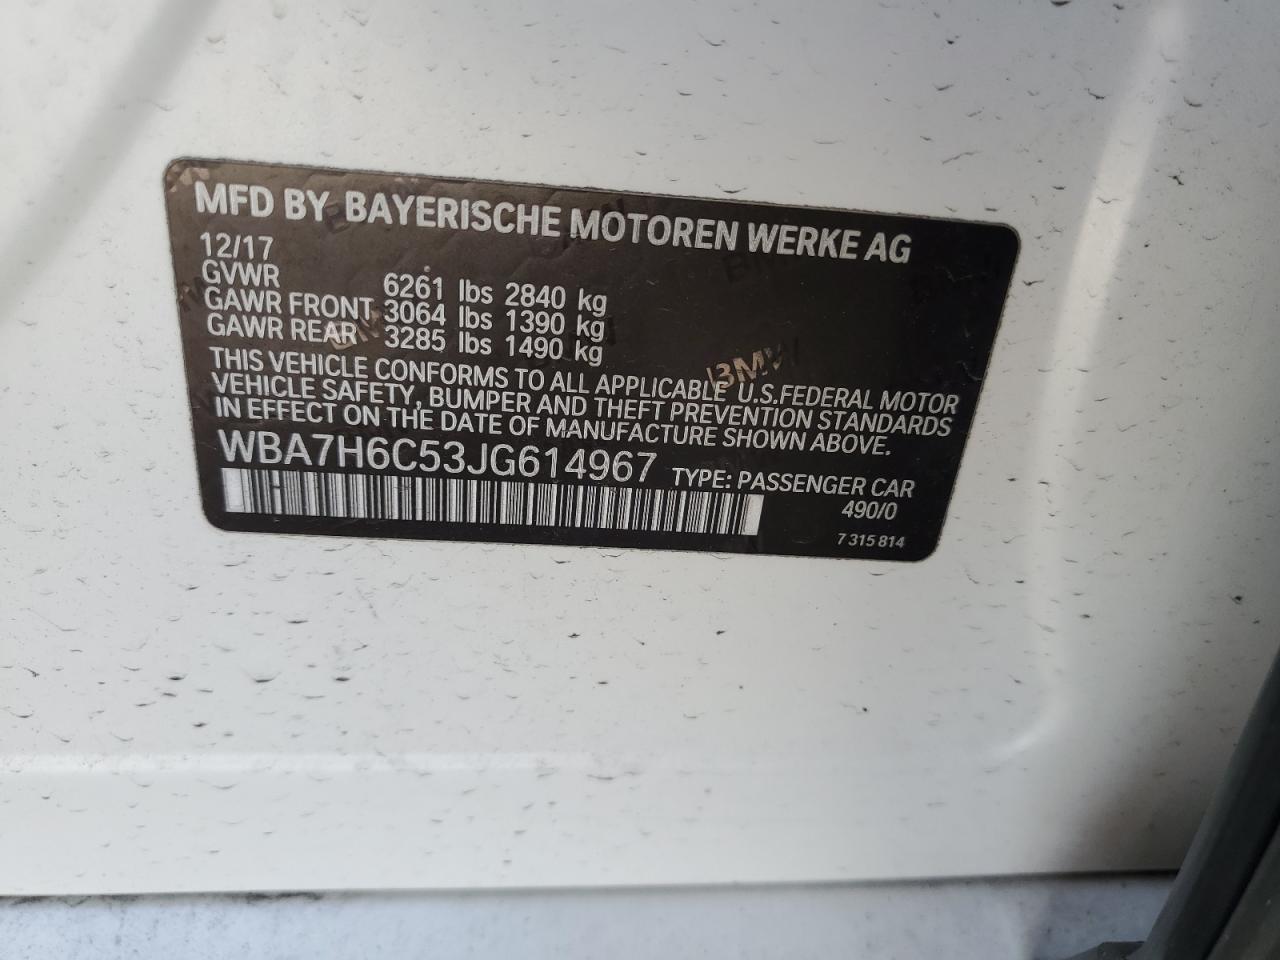 MFD BY BAYERISCHE MOTOREN WERKE AG
12/17
GVWR 6261 lbs 2840 kg
GAWR FRONT 3064 lbs 1390 kg
GAWR REAR 3285 lbs 1490 kg
THIS VEHICLE CONFORMS TO ALL APPLICABLE U.S.FEDERAL MOTOR
VEHICLE SAFETY, BUMPER AND THEFT PREVENTION STANDARDS
IN EFFECT ON THE DATE OF MANUFACTURE SHOWN ABOVE.
WBA7H6C53JG614967 TYPE: PASSENGER CAR
490/0
7 315 814
BMW